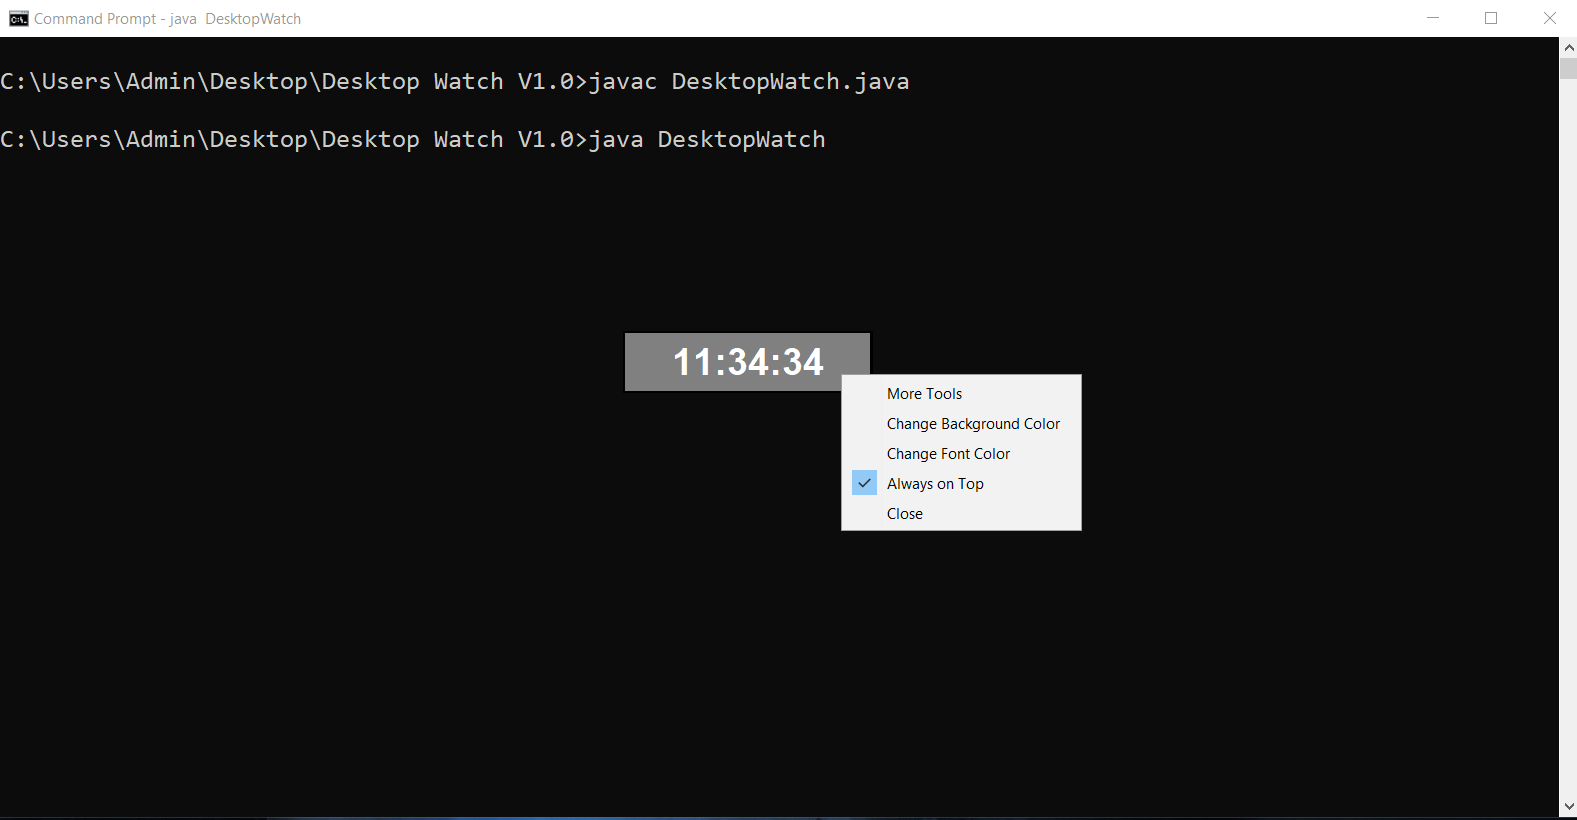 Command Prompt - java  DesktopWatch
C:\Users\Admin\Desktop\Desktop Watch V1.0>javac DesktopWatch.java
C:\Users\Admin\Desktop\Desktop Watch V1.0>java DesktopWatch
11:34:34
More Tools
Change Background Color
Change Font Color
Always on Top
Close